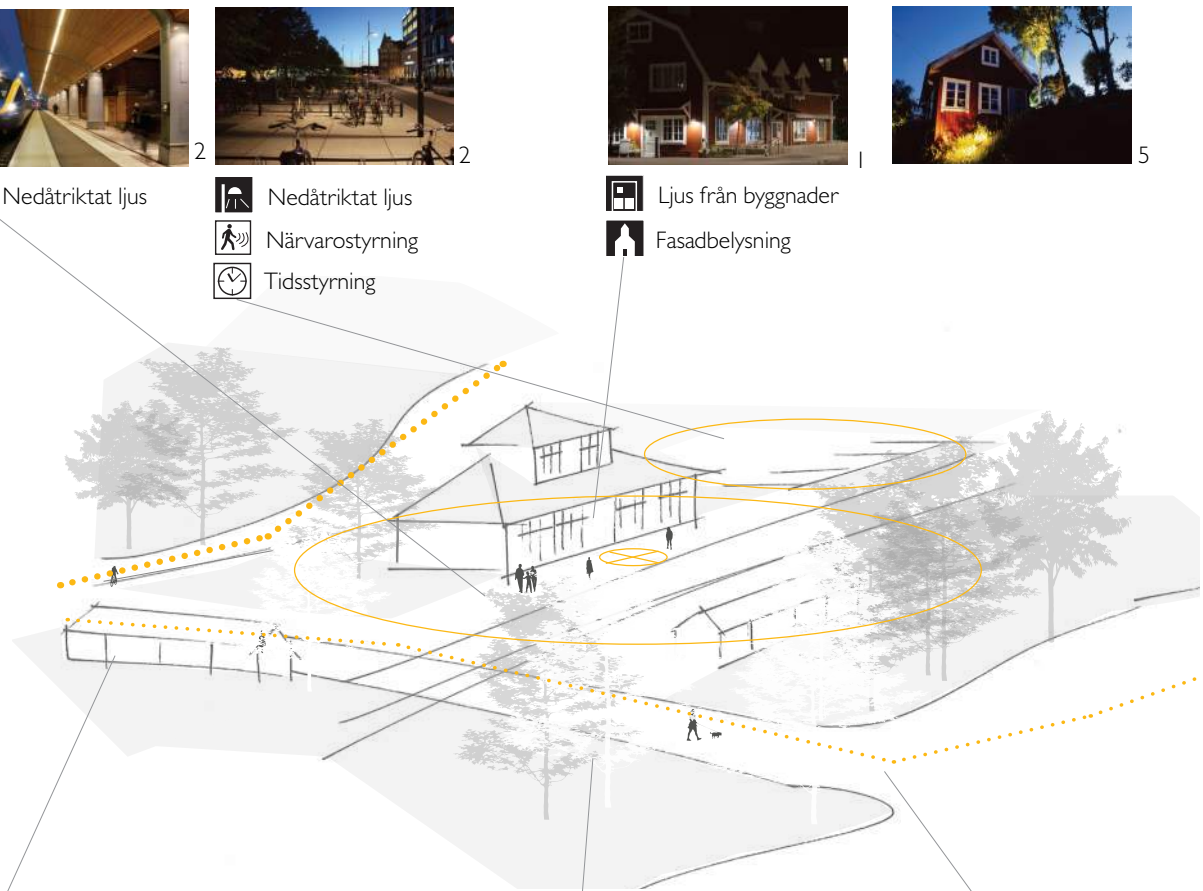 2
2
1
5
Nedåtriktat ljus
Nedåtriktat ljus
Närvarostyrning
Tidsstyrning
Ljus från byggnader
Fasadbelysning